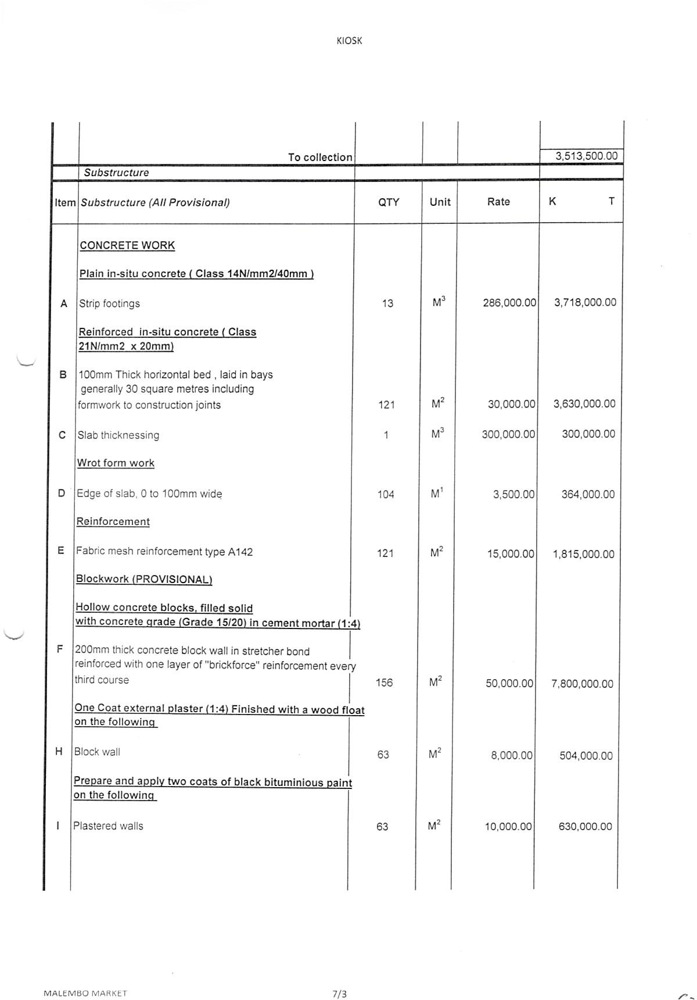 KIOSK
To collection 3,513,500.00
Substructure
Item Substructure (All Provisional) QTY Unit Rate K T
CONCRETE WORK
Plain in-situ concrete ( Class 14N/mm2/40mm )
A Strip footings 13 M³ 286,000.00 3,718,000.00
Reinforced in-situ concrete ( Class
21N/mm2 x 20mm)
B 100mm Thick horizontal bed , laid in bays
generally 30 square metres including
formwork to construction joints 121 M² 30,000.00 3,630,000.00
C Slab thicknessing 1 M³ 300,000.00 300,000.00
Wrot form work
D Edge of slab, 0 to 100mm wide 104 M¹ 3,500.00 364,000.00
Reinforcement
E Fabric mesh reinforcement type A142 121 M² 15,000.00 1,815,000.00
Blockwork (PROVISIONAL)
Hollow concrete blocks, filled solid
with concrete grade (Grade 15/20) in cement mortar (1:4)
F 200mm thick concrete block wall in stretcher bond
reinforced with one layer of "brickforce" reinforcement every
third course 156 M² 50,000.00 7,800,000.00
One Coat external plaster (1:4) Finished with a wood float
on the following
H Block wall 63 M² 8,000.00 504,000.00
Prepare and apply two coats of black bituminious paint
on the following
I Plastered walls 63 M² 10,000.00 630,000.00
MALEMBO MARKET 7/3